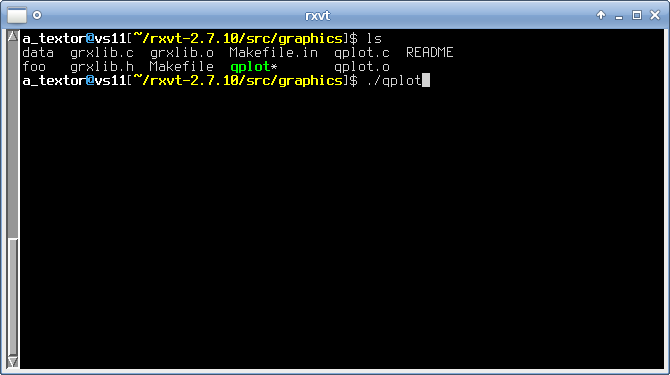 rxvt
a_textor@vs11[~/rxvt-2.7.10/src/graphics]$ ls
data grxlib.c grxlib.o Makefile.in qplot.c README
foo grxlib.h Makefile qplot* qplot.o
a_textor@vs11[~/rxvt-2.7.10/src/graphics]$ ./qplot